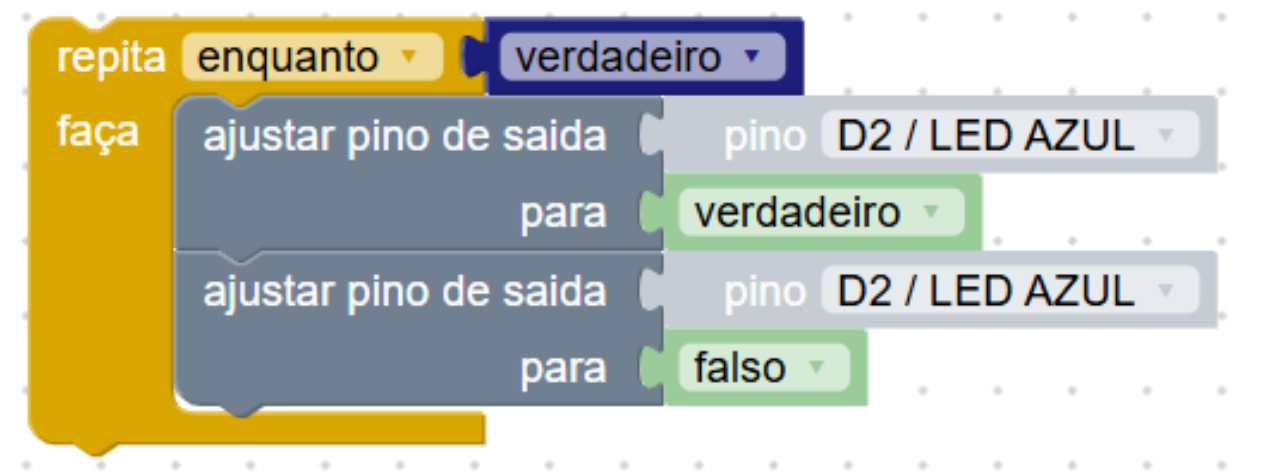 repita enquanto verdadeiro
faça ajustar pino de saida pino D2 / LED AZUL
para verdadeiro
ajustar pino de saida pino D2 / LED AZUL
para falso